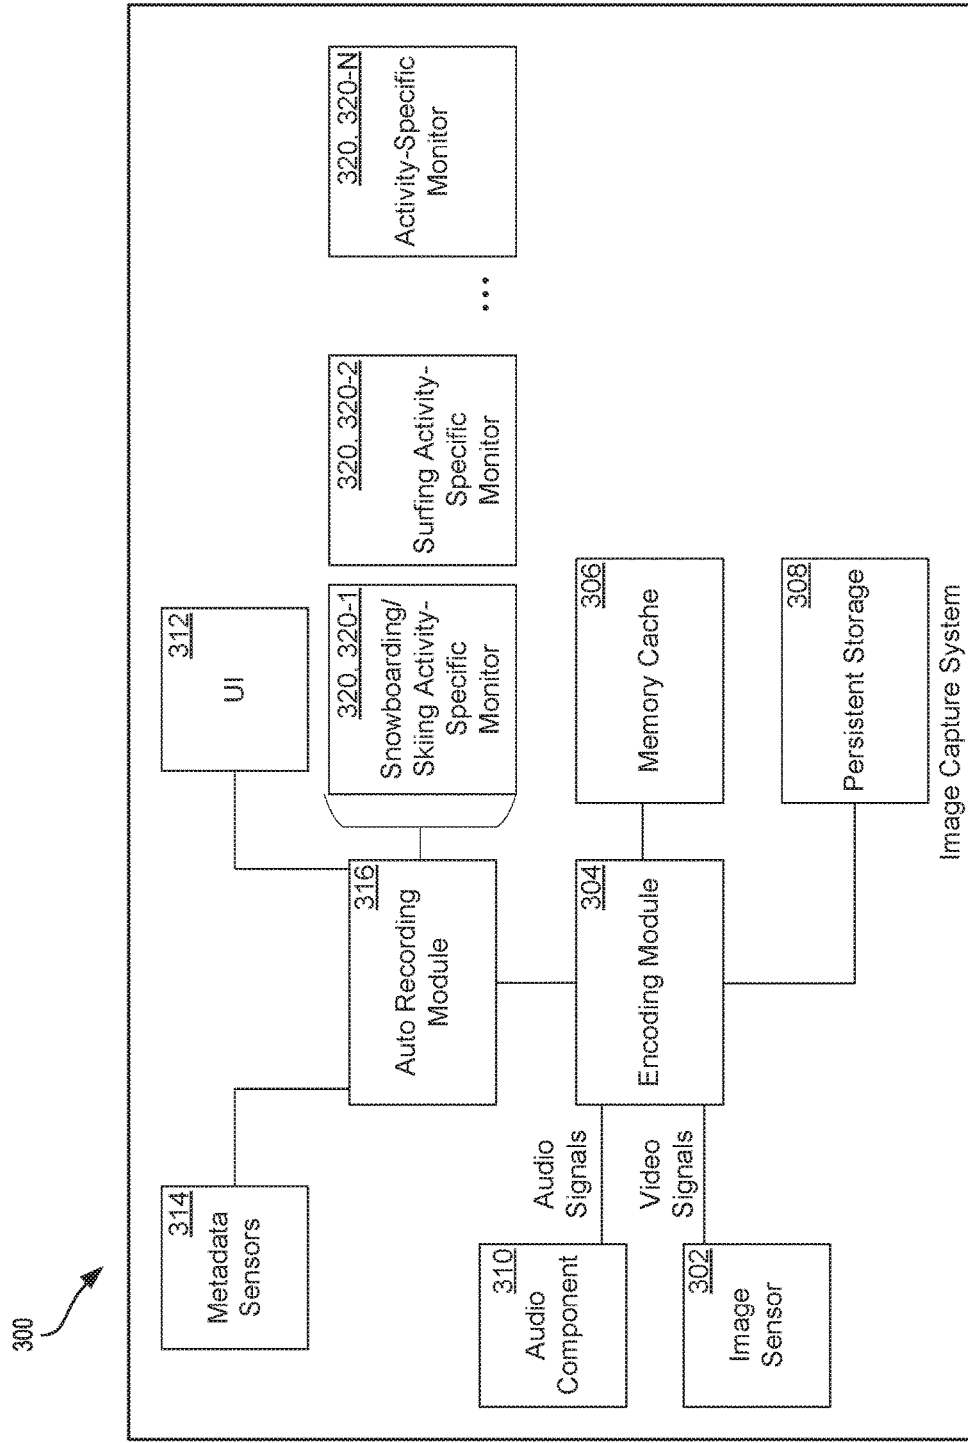 300
314
Metadata
Sensors
312
UI
316
Auto Recording
Module
320, 320-1
Snowboarding/
Skiing Activity-
Specific
Monitor
320, 320-2
Surfing Activity-
Specific
Monitor
...
320, 320-N
Activity-Specific
Monitor
310
Audio
Component
Audio
Signals
302
Image
Sensor
Video
Signals
304
Encoding Module
306
Memory Cache
308
Persistent Storage
Image Capture System